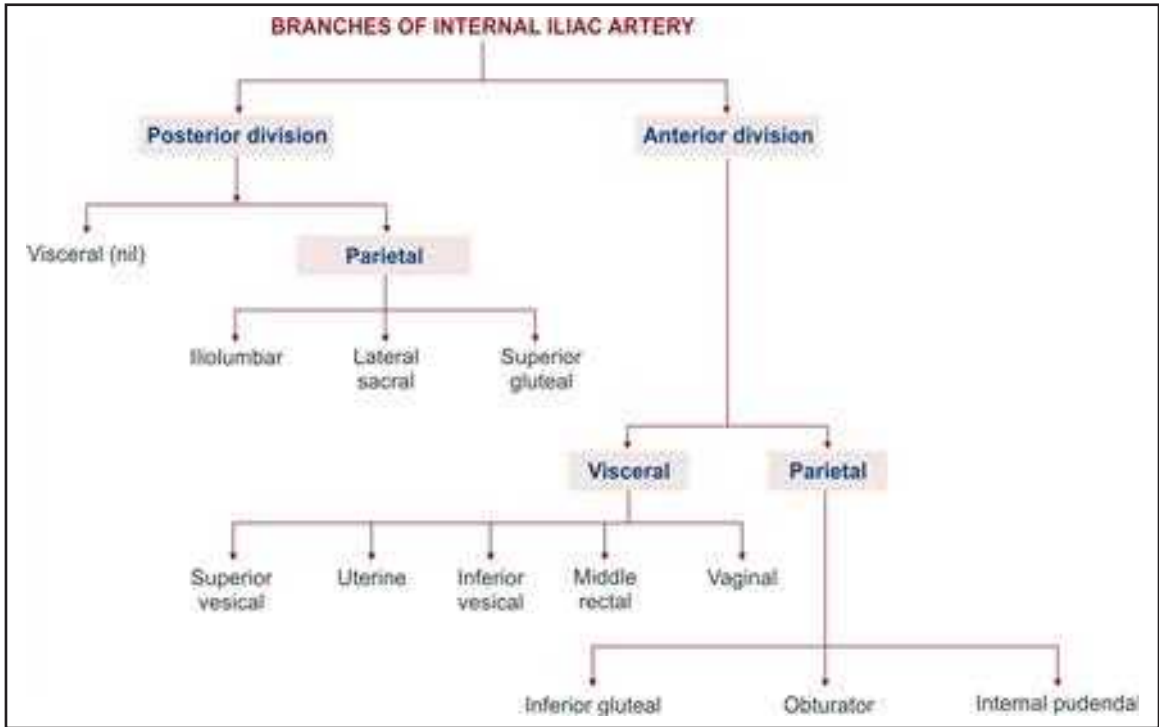 BRANCHES OF INTERNAL ILIAC ARTERY
Posterior division
Anterior division
Visceral (nil)
Parietal
Iliolumbar
Lateral
sacral
Superior
gluteal
Visceral
Parietal
Superior
vesical
Uterine
Inferior
vesical
Middle
rectal
Vaginal
Inferior gluteal
Obturator
Internal pudendal